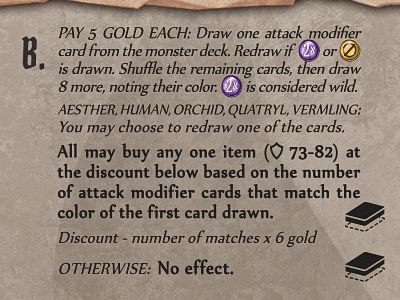 B.
PAY 5 GOLD EACH: Draw one attack modifier
card from the monster deck. Redraw if 2x or
is drawn. Shuffle the remaining cards, then draw
8 more, noting their color. 2x is considered wild.
AESTHER, HUMAN, ORCHID, QUATRYL, VERMLING:
You may choose to redraw one of the cards.
All may buy any one item ( 73-82) at
the discount below based on the number
of attack modifier cards that match the
color of the first card drawn.
Discount - number of matches x 6 gold
OTHERWISE: No effect.